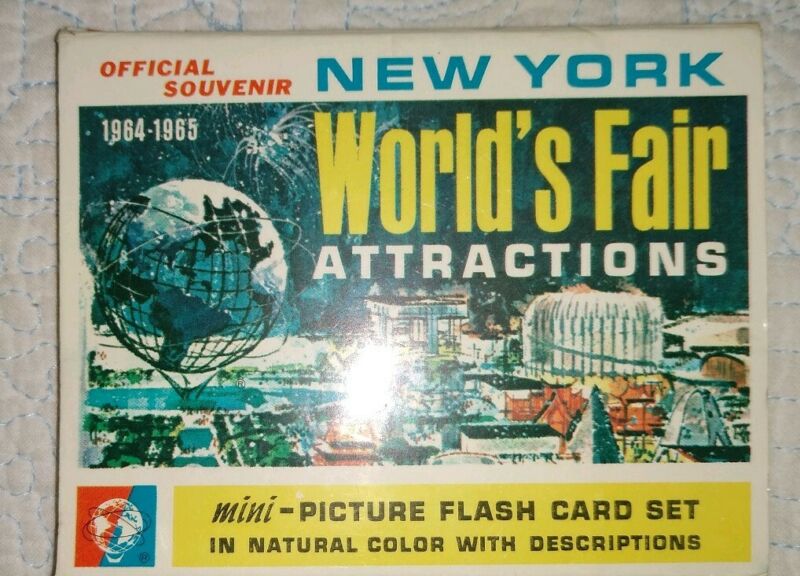 OFFICIAL
SOUVENIR
NEW YORK
1964-1965
World's Fair
ATTRACTIONS
®
mini-PICTURE FLASH CARD SET
IN NATURAL COLOR WITH DESCRIPTIONS
®